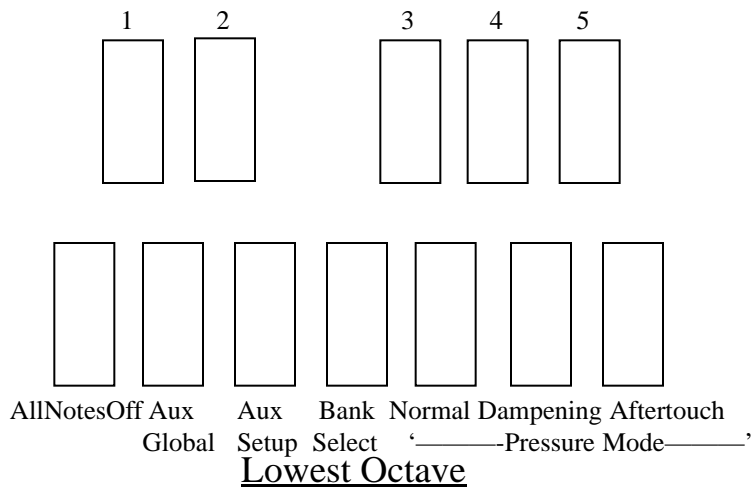 1 2 3 4 5
AllNotesOff Aux Aux Bank Normal Dampening Aftertouch
Global Setup Select ‘———-Pressure Mode———’
Lowest Octave